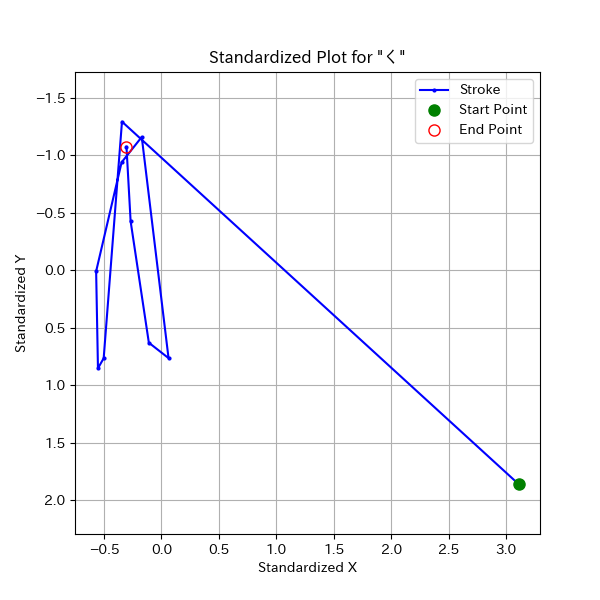 Standardized Plot for "く"
Stroke
Start Point
End Point
Standardized Y
−1.5
−1.0
−0.5
0.0
0.5
1.0
1.5
2.0
−0.5
0.0
0.5
1.0
1.5
2.0
2.5
3.0
Standardized X